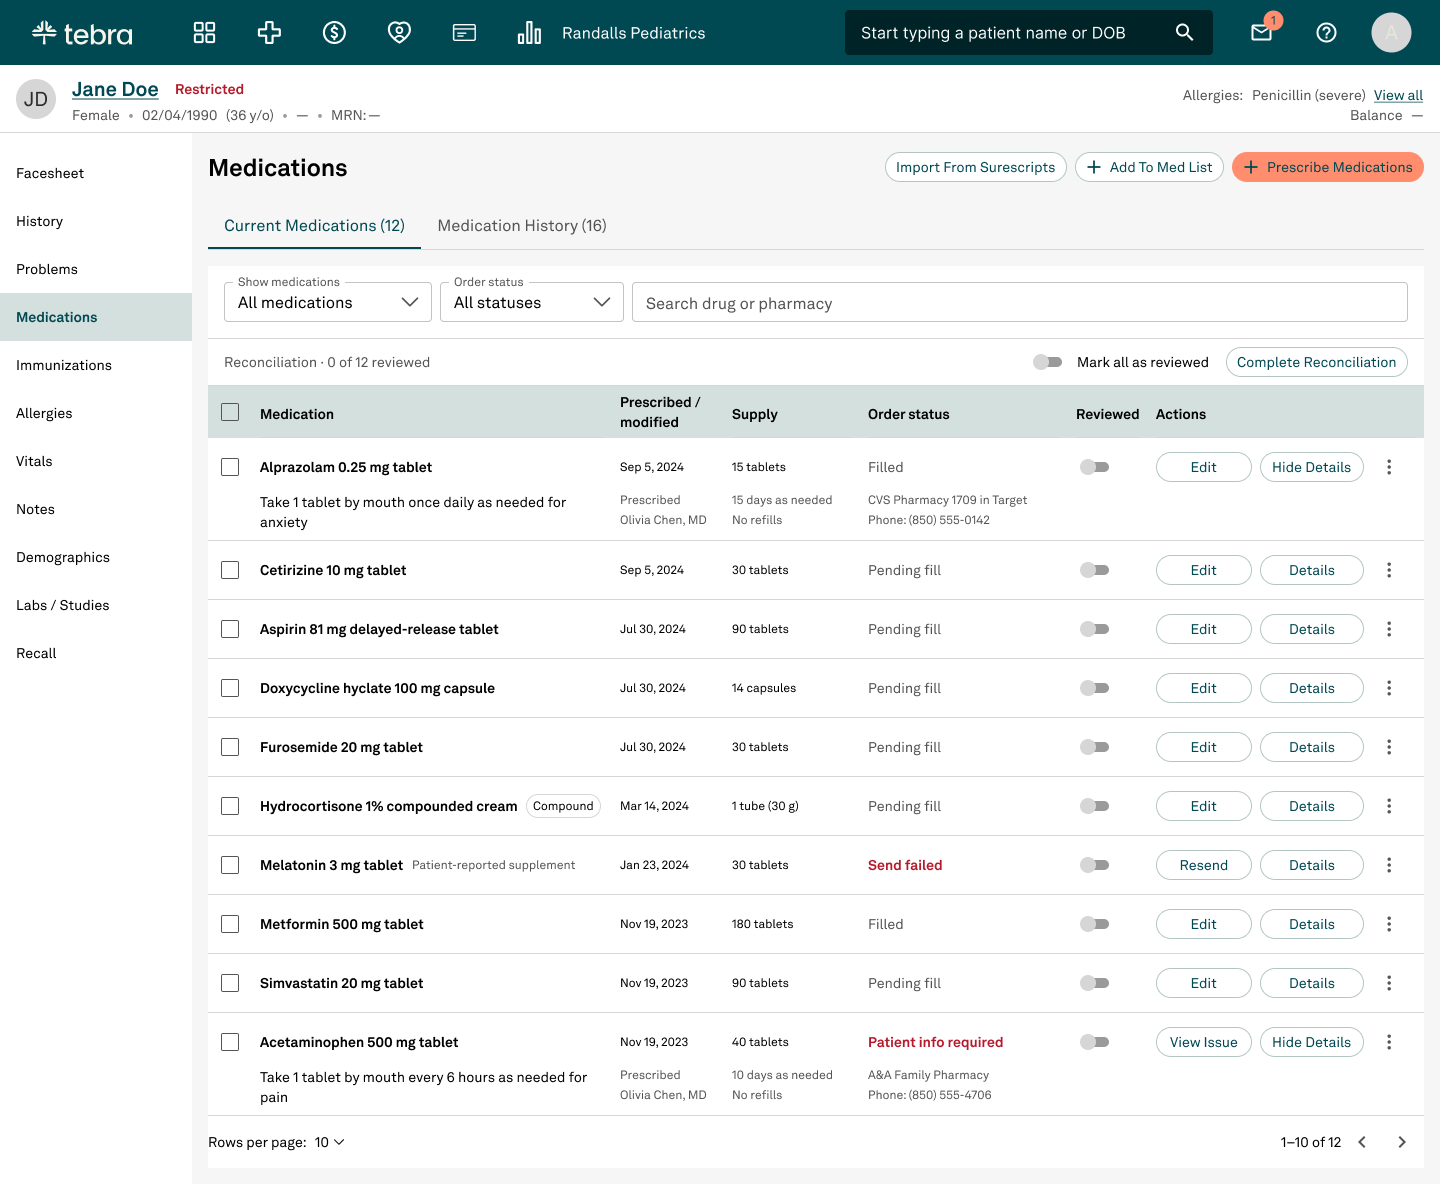 tebra
Randalls Pediatrics
Start typing a patient name or DOB
1
A
JD
Jane Doe Restricted
Female • 02/04/1990 (36 y/o) • — • MRN: —
Allergies: Penicillin (severe) View all
Balance —
Facesheet
History
Problems
Medications
Immunizations
Allergies
Vitals
Notes
Demographics
Labs / Studies
Recall
Medications
Import From Surescripts
Add To Med List
Prescribe Medications
Current Medications (12)
Medication History (16)
Show medications
All medications
Order status
All statuses
Search drug or pharmacy
Reconciliation · 0 of 12 reviewed
Mark all as reviewed
Complete Reconciliation
Medication
Prescribed /
modified
Supply
Order status
Reviewed
Actions
Alprazolam 0.25 mg tablet
Take 1 tablet by mouth once daily as needed for
anxiety
Sep 5, 2024
Prescribed
Olivia Chen, MD
15 tablets
15 days as needed
No refills
Filled
CVS Pharmacy 1709 in Target
Phone: (850) 555-0142
Edit
Hide Details
Cetirizine 10 mg tablet
Sep 5, 2024
30 tablets
Pending fill
Edit
Details
Aspirin 81 mg delayed-release tablet
Jul 30, 2024
90 tablets
Pending fill
Edit
Details
Doxycycline hyclate 100 mg capsule
Jul 30, 2024
14 capsules
Pending fill
Edit
Details
Furosemide 20 mg tablet
Jul 30, 2024
30 tablets
Pending fill
Edit
Details
Hydrocortisone 1% compounded cream
Compound
Mar 14, 2024
1 tube (30 g)
Pending fill
Edit
Details
Melatonin 3 mg tablet
Patient-reported supplement
Jan 23, 2024
30 tablets
Send failed
Resend
Details
Metformin 500 mg tablet
Nov 19, 2023
180 tablets
Filled
Edit
Details
Simvastatin 20 mg tablet
Nov 19, 2023
90 tablets
Pending fill
Edit
Details
Acetaminophen 500 mg tablet
Take 1 tablet by mouth every 6 hours as needed for
pain
Nov 19, 2023
Prescribed
Olivia Chen, MD
40 tablets
10 days as needed
No refills
Patient info required
A&A Family Pharmacy
Phone: (850) 555-4706
View Issue
Hide Details
Rows per page: 10
1–10 of 12